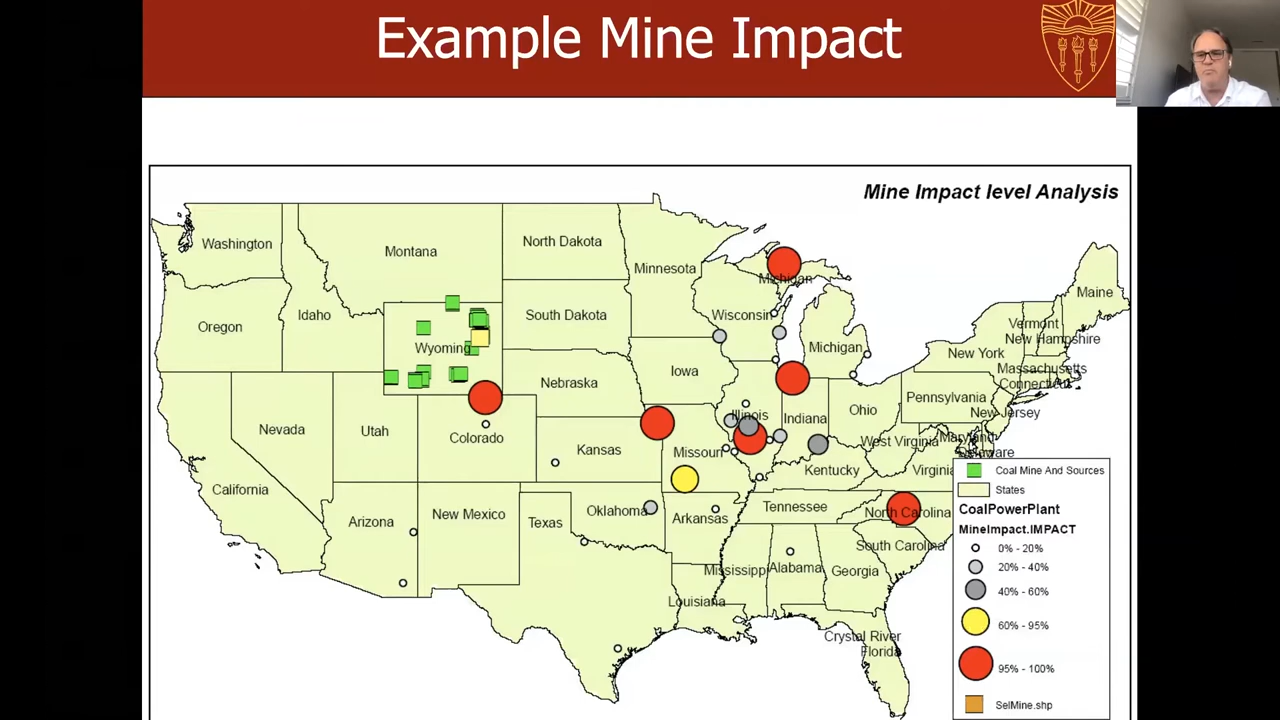 Example Mine Impact
Mine Impact level Analysis
Washington
Montana
North Dakota
Minnesota
Michigan
Maine
Oregon
Idaho
Wyoming
South Dakota
Wisconsin
Michigan
Vermont
New Hampshire
New York
Massachusetts
Connecticut
Nebraska
Iowa
Pennsylvania
New Jersey
Nevada
Utah
Colorado
Illinois
Indiana
Ohio
West Virginia
Maryland
Delaware
Kansas
Missouri
Kentucky
Virginia
California
Arizona
New Mexico
Texas
Oklahoma
Arkansas
Tennessee
North Carolina
South Carolina
Mississippi
Alabama
Georgia
Louisiana
Crystal River
Florida
Coal Mine And Sources
States
CoalPowerPlant
MineImpact.IMPACT
0% - 20%
20% - 40%
40% - 60%
60% - 95%
95% - 100%
SelMine.shp